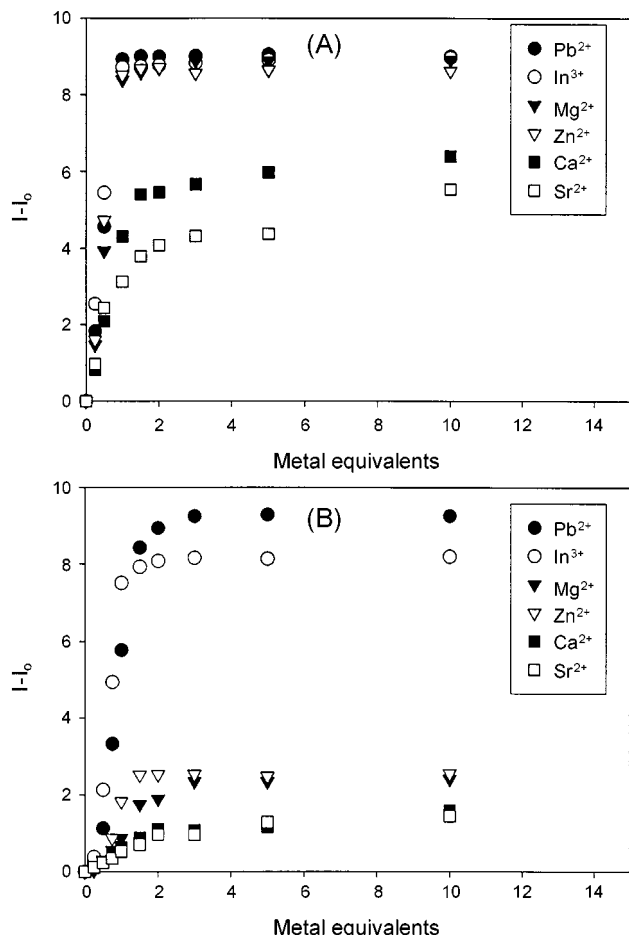 (A)
I-I₀
10
8
6
4
2
0
Pb²⁺
In³⁺
Mg²⁺
Zn²⁺
Ca²⁺
Sr²⁺
0 2 4 6 8 10 12 14
Metal equivalents
(B)
I-I₀
10
8
6
4
2
0
Pb²⁺
In³⁺
Mg²⁺
Zn²⁺
Ca²⁺
Sr²⁺
0 2 4 6 8 10 12 14
Metal equivalents